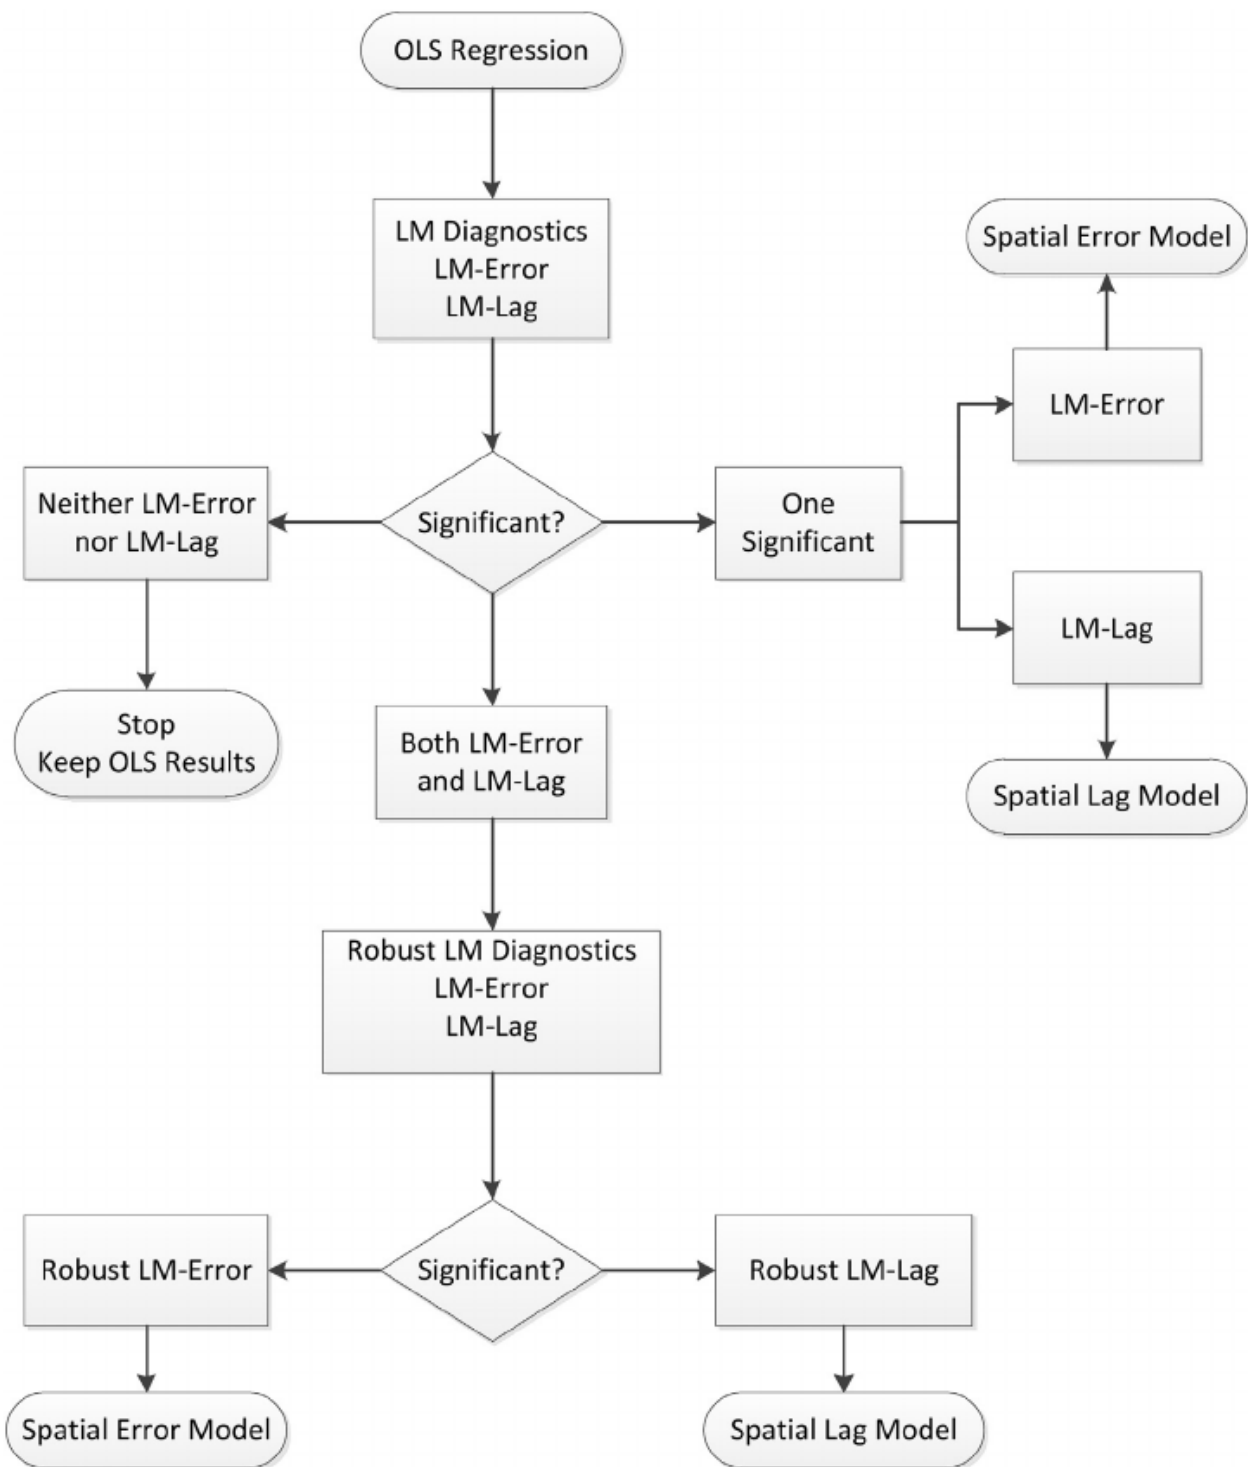 OLS Regression
LM Diagnostics
LM-Error
LM-Lag
Spatial Error Model
LM-Error
Neither LM-Error
nor LM-Lag
Significant?
One
Significant
LM-Lag
Stop
Keep OLS Results
Both LM-Error
and LM-Lag
Spatial Lag Model
Robust LM Diagnostics
LM-Error
LM-Lag
Robust LM-Error
Significant?
Robust LM-Lag
Spatial Error Model
Spatial Lag Model